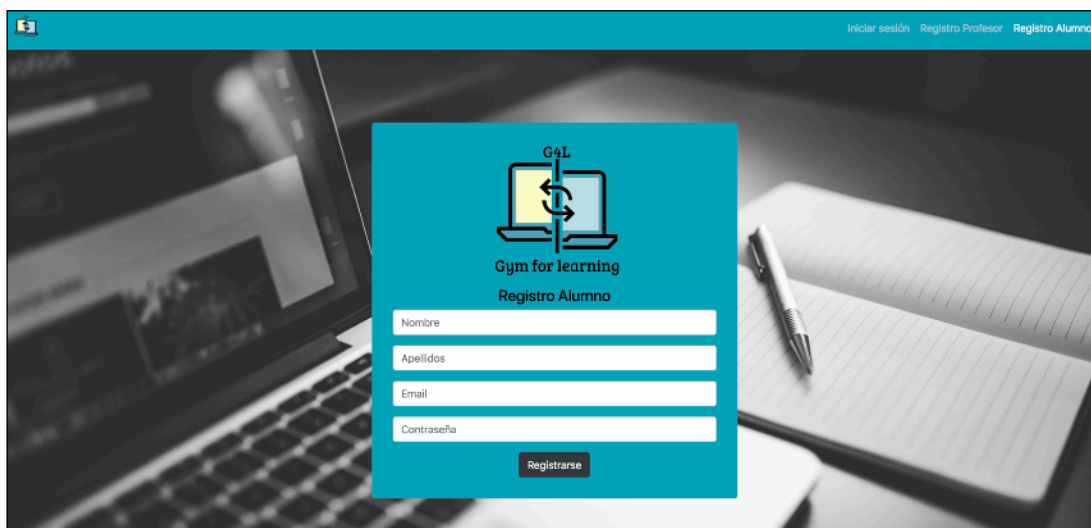 Iniciar sesión Registro Profesor Registro Alumno
G4L
Gym for learning
Registro Alumno
Nombre
Apellidos
Email
Contraseña
Registrarse